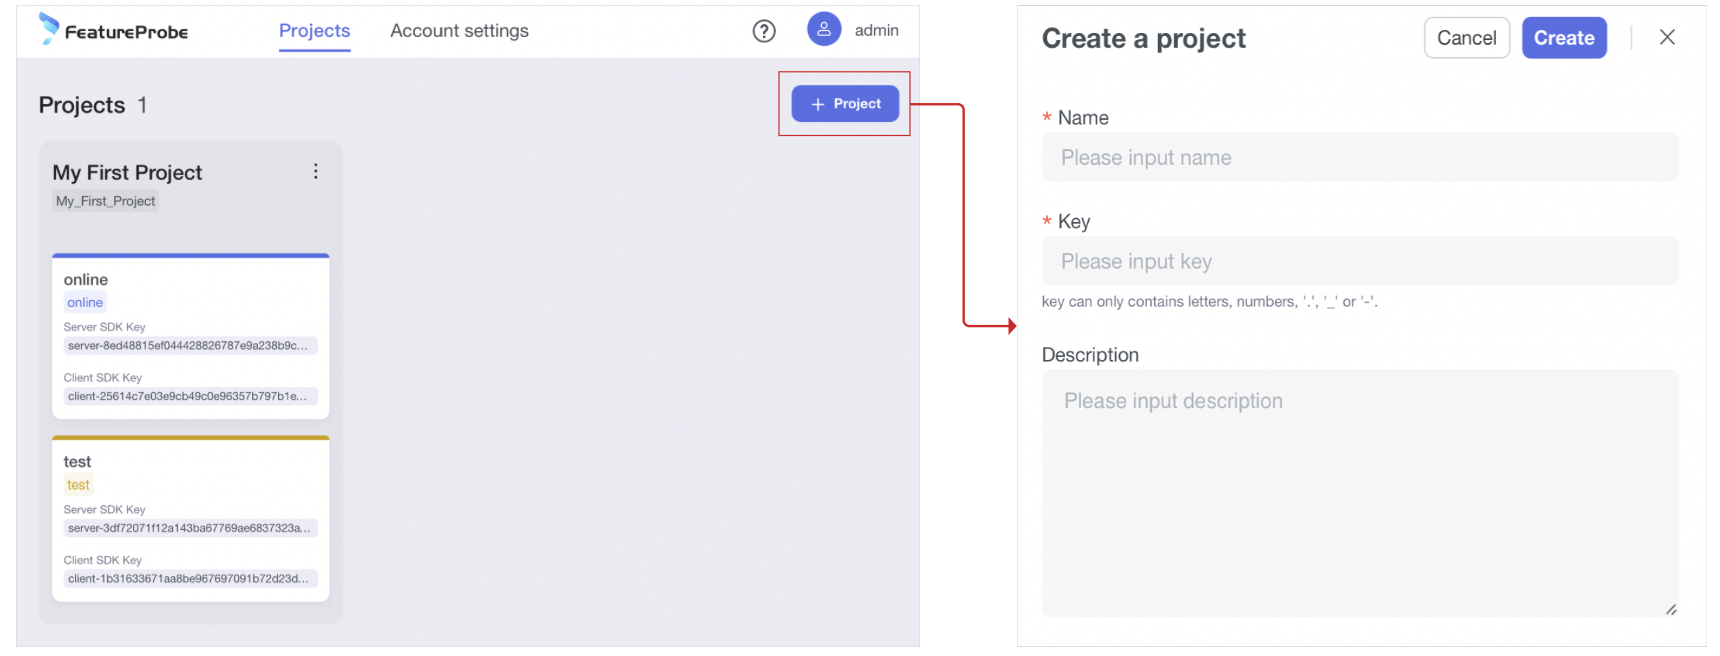 FeatureProbe
Projects
Account settings
?
admin
Projects 1
+ Project
My First Project
My_First_Project
online
online
Server SDK Key
server-8ed48815ef044428826787e9a238b9c...
Client SDK Key
client-25614c7e03e9cb49c0e96357b797b1e...
test
test
Server SDK Key
server-3df72071f12a143ba67769ae6837323a...
Client SDK Key
client-1b31633671aa8be967697091b72d23d...
Create a project
Cancel
Create
* Name
Please input name
* Key
Please input key
key can only contains letters, numbers, '.', '_' or '-'.
Description
Please input description